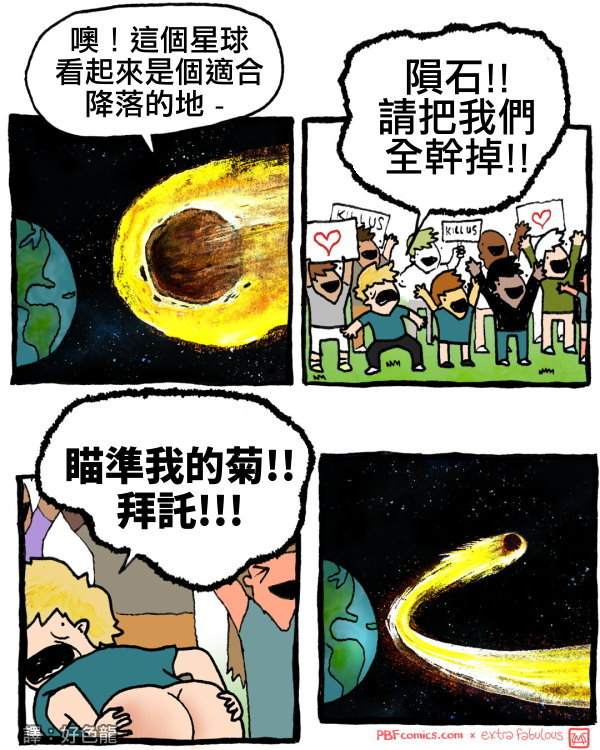 噢！這個星球
看起來是個適合
降落的地 -
隕石!!
請把我們
全幹掉!!
KILL US
KILL US
瞄準我的菊!!
拜託!!!
譯：好色龍
PBFcomics.com × extra fabulous